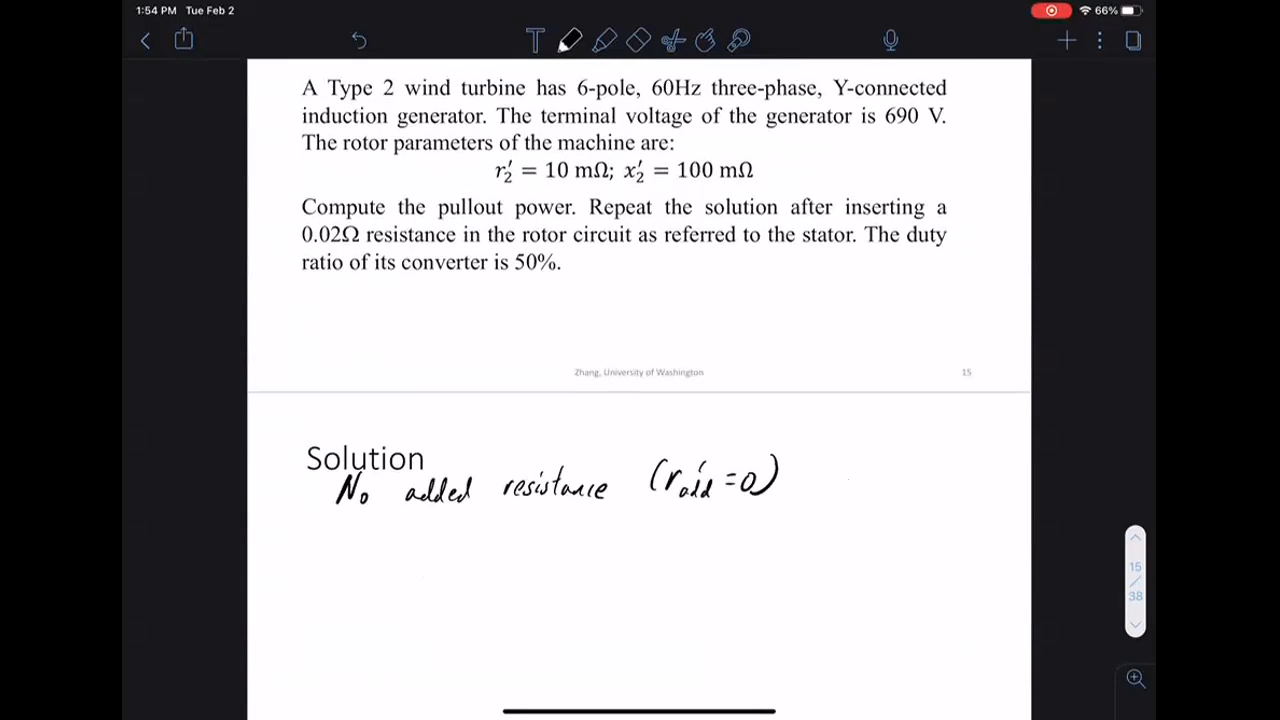 1:54 PM Tue Feb 2
66%
A Type 2 wind turbine has 6-pole, 60Hz three-phase, Y-connected
induction generator. The terminal voltage of the generator is 690 V.
The rotor parameters of the machine are:
r₂′ = 10 mΩ; x₂′ = 100 mΩ
Compute the pullout power. Repeat the solution after inserting a
0.02Ω resistance in the rotor circuit as referred to the stator. The duty
ratio of its converter is 50%.
Zhang, University of Washington
15
Solution
No added resistance (r′add = 0)
15
/
38